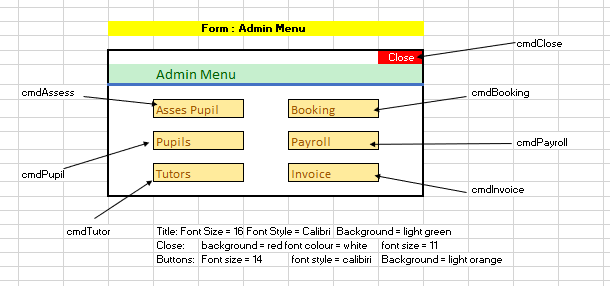 Form : Admin Menu
cmdClose
Close
Admin Menu
cmdAssess
cmdBooking
Asses Pupil
Booking
Pupils
Payroll
cmdPayroll
cmdPupil
Tutors
Invoice
cmdInvoice
cmdTutor
Title: Font Size = 16 Font Style = Calibri Background = light green
Close: background = red font colour = white font size = 11
Buttons: Font size = 14 font style = calibiri Background = light orange